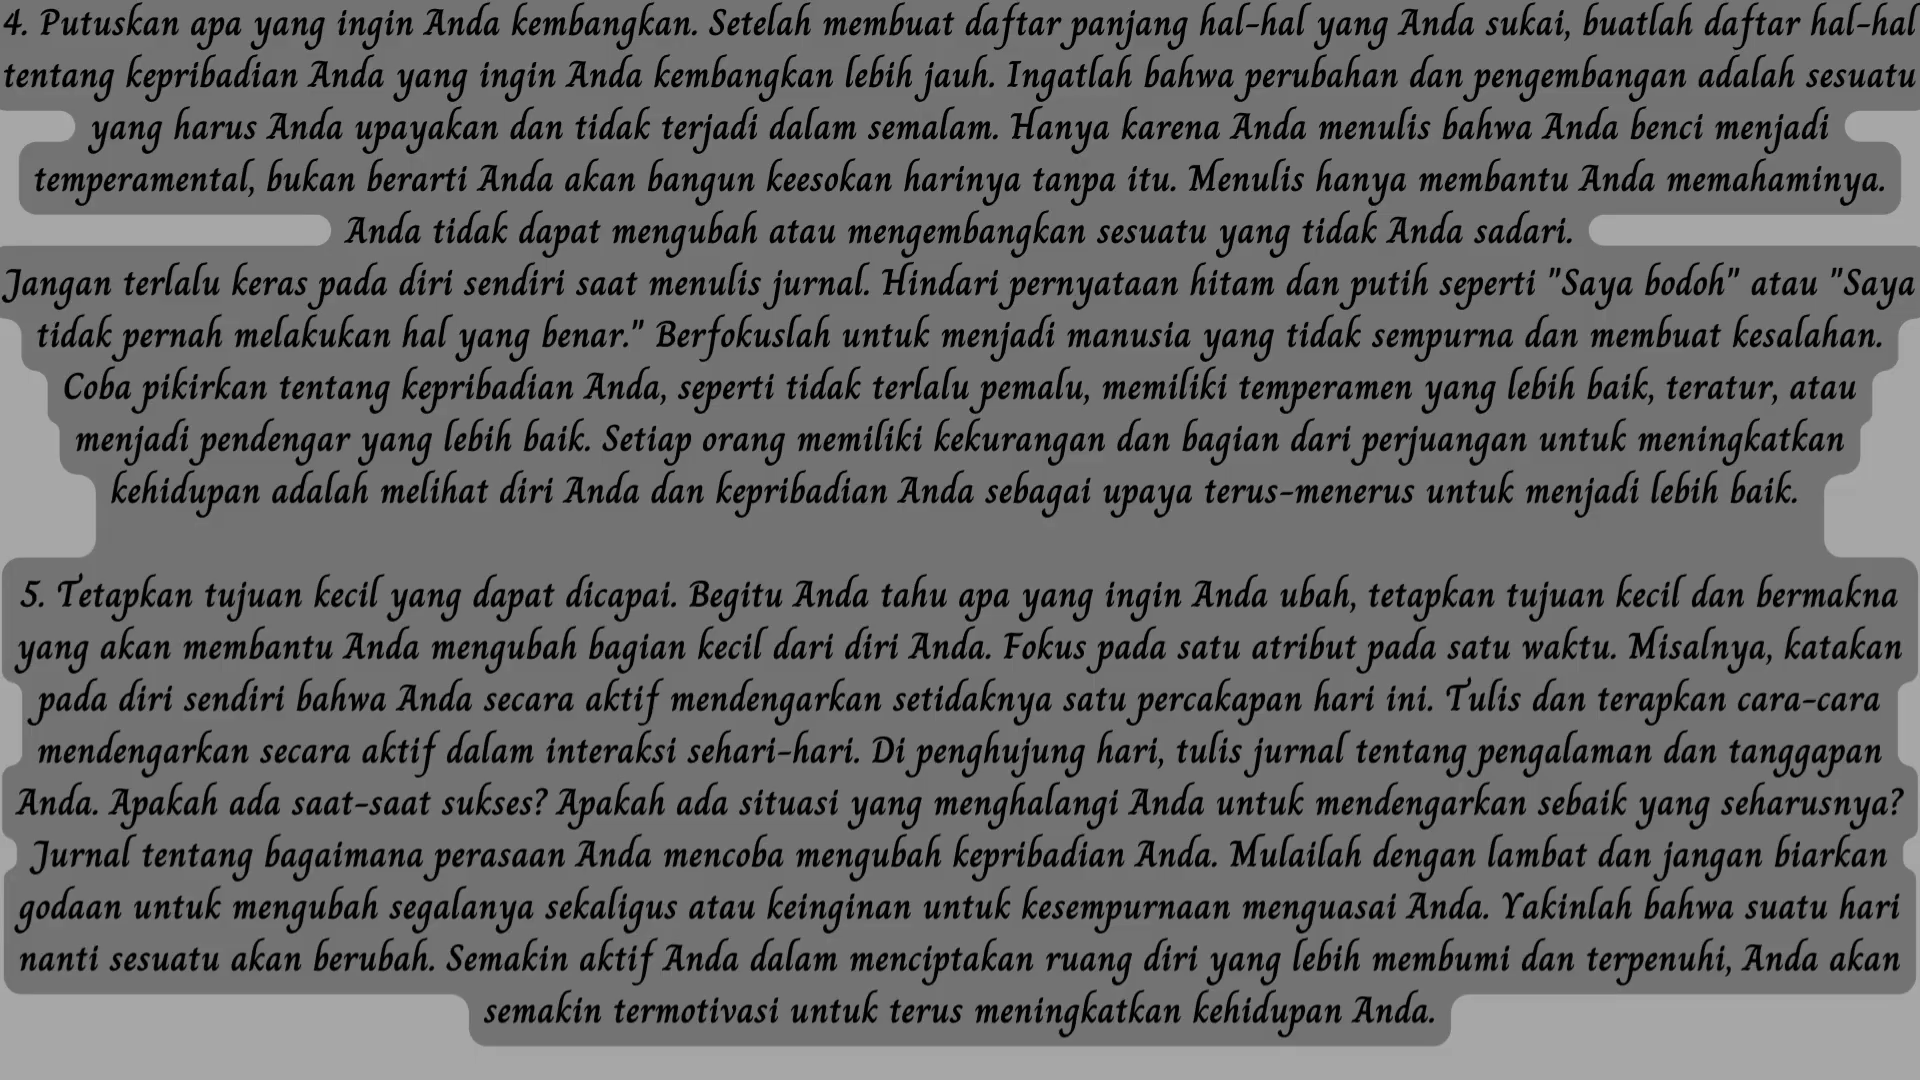 4. Putuskan apa yang ingin Anda kembangkan. Setelah membuat daftar panjang hal-hal yang Anda sukai, buatlah daftar hal-hal
tentang kepribadian Anda yang ingin Anda kembangkan lebih jauh. Ingatlah bahwa perubahan dan pengembangan adalah sesuatu
yang harus Anda upayakan dan tidak terjadi dalam semalam. Hanya karena Anda menulis bahwa Anda benci menjadi
temperamental, bukan berarti Anda akan bangun keesokan harinya tanpa itu. Menulis hanya membantu Anda memahaminya.
Anda tidak dapat mengubah atau mengembangkan sesuatu yang tidak Anda sadari.
Jangan terlalu keras pada diri sendiri saat menulis jurnal. Hindari pernyataan hitam dan putih seperti "Saya bodoh" atau "Saya
tidak pernah melakukan hal yang benar." Berfokuslah untuk menjadi manusia yang tidak sempurna dan membuat kesalahan.
Coba pikirkan tentang kepribadian Anda, seperti tidak terlalu pemalu, memiliki temperamen yang lebih baik, teratur, atau
menjadi pendengar yang lebih baik. Setiap orang memiliki kekurangan dan bagian dari perjuangan untuk meningkatkan
kehidupan adalah melihat diri Anda dan kepribadian Anda sebagai upaya terus-menerus untuk menjadi lebih baik.
5. Tetapkan tujuan kecil yang dapat dicapai. Begitu Anda tahu apa yang ingin Anda ubah, tetapkan tujuan kecil dan bermakna
yang akan membantu Anda mengubah bagian kecil dari diri Anda. Fokus pada satu atribut pada satu waktu. Misalnya, katakan
pada diri sendiri bahwa Anda secara aktif mendengarkan setidaknya satu percakapan hari ini. Tulis dan terapkan cara-cara
mendengarkan secara aktif dalam interaksi sehari-hari. Di penghujung hari, tulis jurnal tentang pengalaman dan tanggapan
Anda. Apakah ada saat-saat sukses? Apakah ada situasi yang menghalangi Anda untuk mendengarkan sebaik yang seharusnya?
Jurnal tentang bagaimana perasaan Anda mencoba mengubah kepribadian Anda. Mulailah dengan lambat dan jangan biarkan
godaan untuk mengubah segalanya sekaligus atau keinginan untuk kesempurnaan menguasai Anda. Yakinlah bahwa suatu hari
nanti sesuatu akan berubah. Semakin aktif Anda dalam menciptakan ruang diri yang lebih membumi dan terpenuhi, Anda akan
semakin termotivasi untuk terus meningkatkan kehidupan Anda.